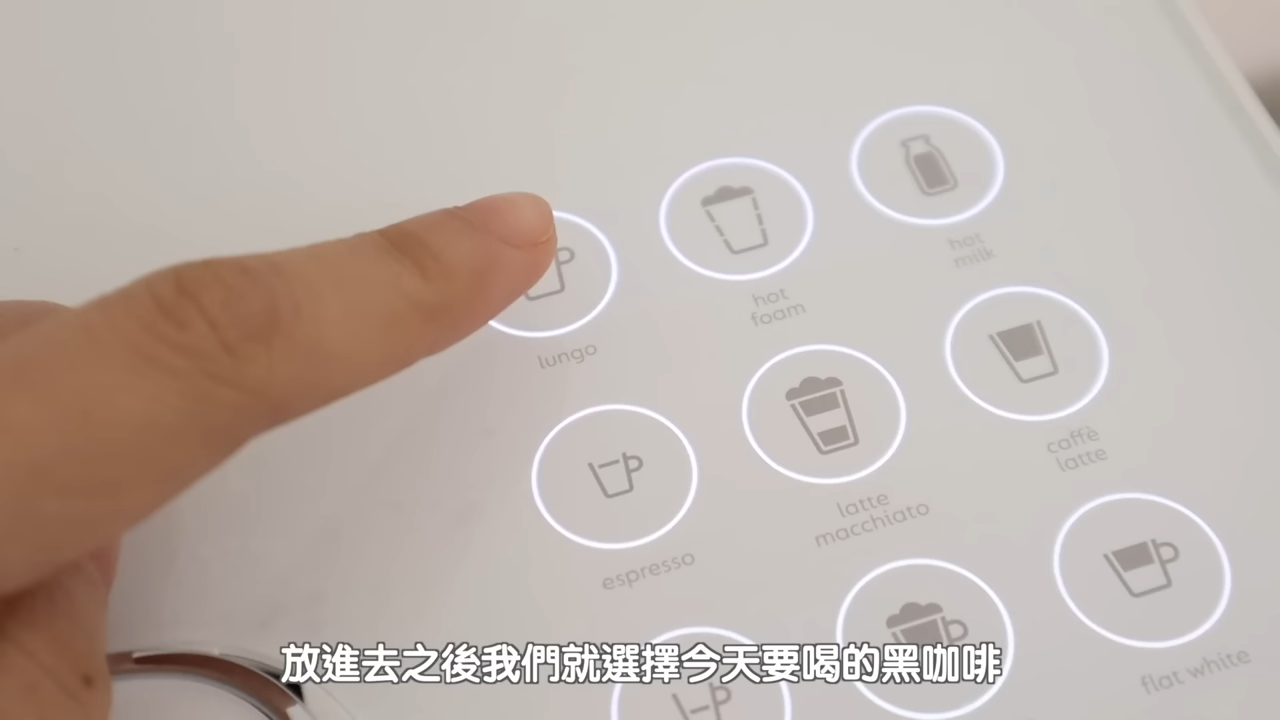 hot
milk
hot
foam
lungo
caffè
latte
latte
macchiato
espresso
flat white
放進去之後我們就選擇今天要喝的黑咖啡